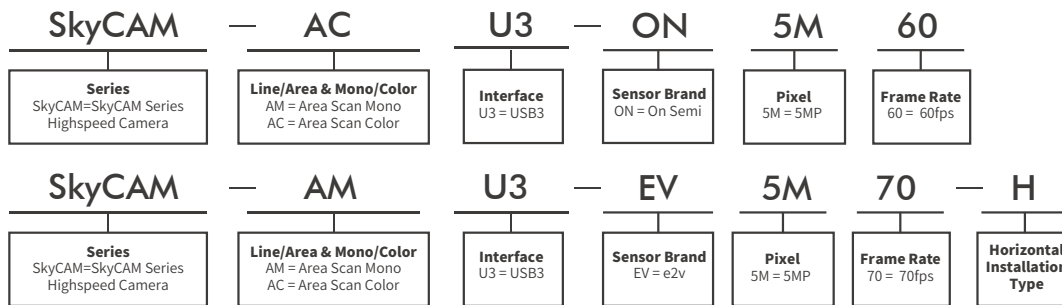 SkyCAM — AC U3 — ON 5M 60
Series
SkyCAM=SkyCAM Series
Highspeed Camera
Line/Area & Mono/Color
AM = Area Scan Mono
AC = Area Scan Color
Interface
U3 = USB3
Sensor Brand
ON = On Semi
Pixel
5M = 5MP
Frame Rate
60 = 60fps
SkyCAM — AM U3 — EV 5M 70 — H
Series
SkyCAM=SkyCAM Series
Highspeed Camera
Line/Area & Mono/Color
AM = Area Scan Mono
AC = Area Scan Color
Interface
U3 = USB3
Sensor Brand
EV = e2v
Pixel
5M = 5MP
Frame Rate
70 = 70fps
Horizontal
Installation
Type